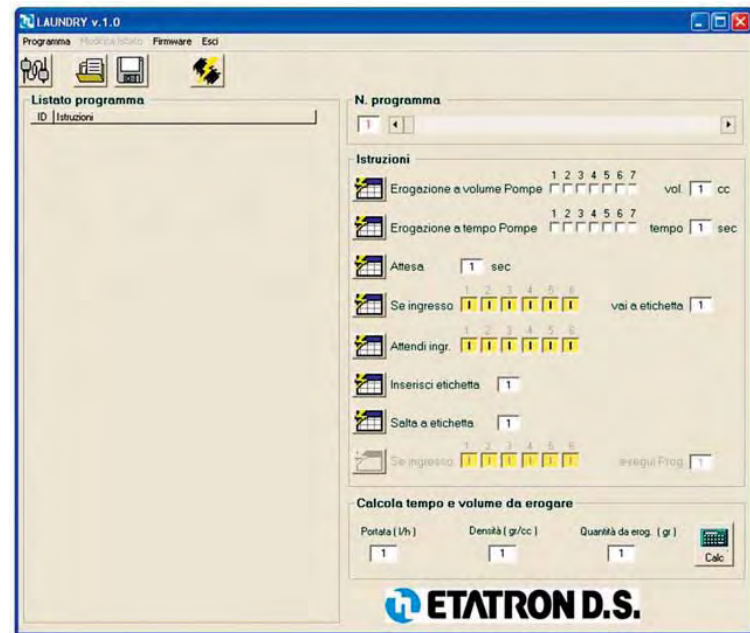 LAUNDRY v.1.0
Programma Modifica listato Firmware Esci
Listato programma
ID Istruzioni
N. programma
1
Istruzioni
1 2 3 4 5 6 7
Erogazione a volume Pompe vol. 1 cc
1 2 3 4 5 6 7
Erogazione a tempo Pompe tempo 1 sec
Attesa 1 sec
1 2 3 4 5 6
Se ingresso I I I I I I vai a etichetta 1
1 2 3 4 5 6
Attendi ingr. I I I I I I
Inserisci etichetta 1
Salta a etichetta 1
1 2 3 4 5 6
Se ingresso I I I I I I esegui Prog. 1
Calcola tempo e volume da erogare
Portata ( l/h ) Densità ( gr/cc ) Quantità da erog. ( gr )
1 1 1 Calc
ETATRON D.S.